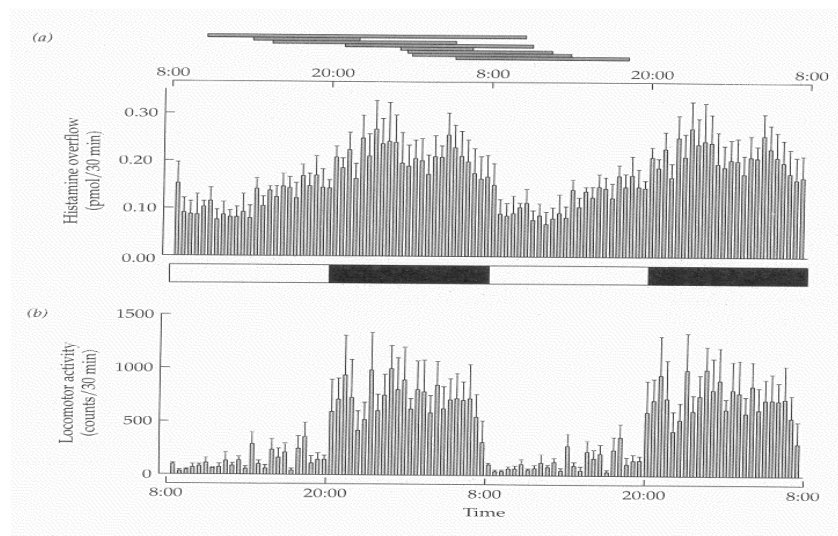 (a)
8:00 20:00 8:00 20:00 8:00
Histamine overflow
(pmol/30 min)
0.30
0.20
0.10
0.00
(b)
Locomotor activity
(counts/30 min)
1500
1000
500
0
8:00 20:00 8:00 20:00 8:00
Time